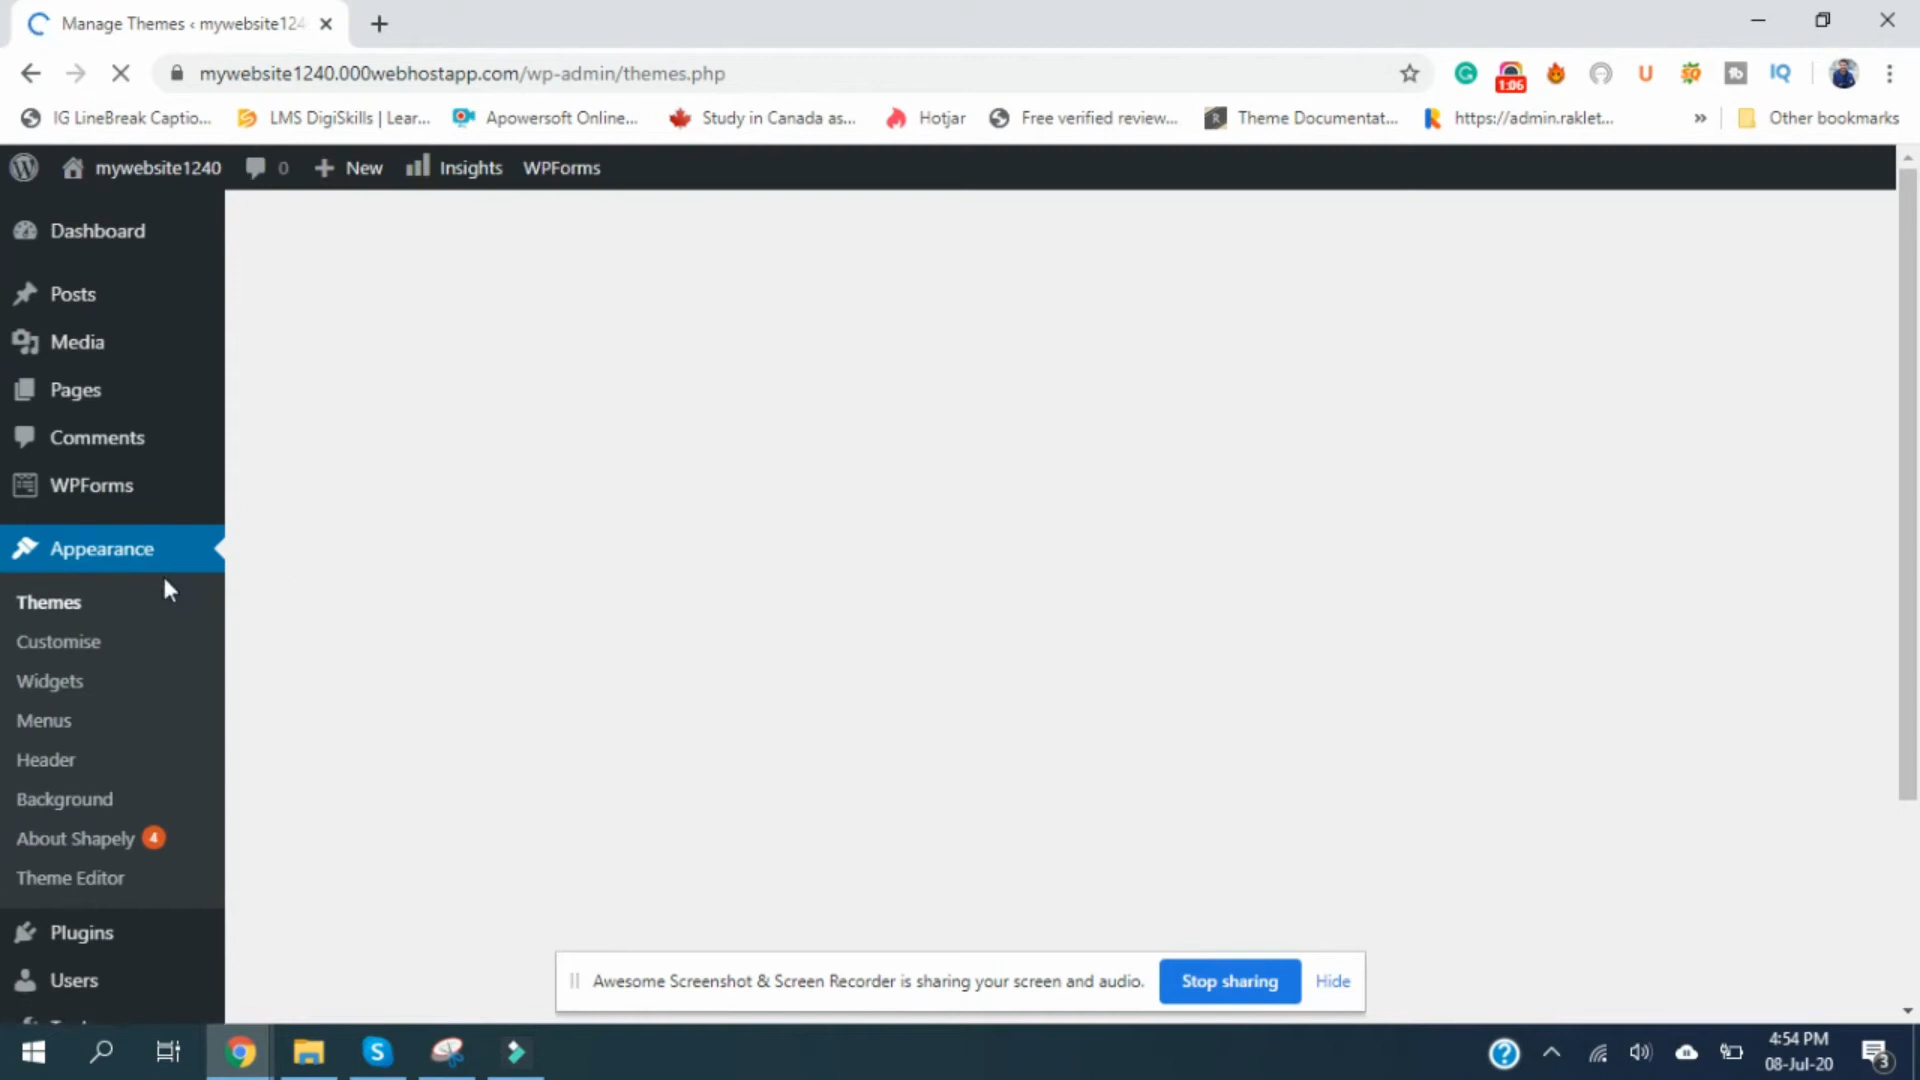 Manage Themes ‹ mywebsite124
mywebsite1240.000webhostapp.com/wp-admin/themes.php
1:06
U
IQ
IG LineBreak Captio...
LMS DigiSkills | Lear...
Apowersoft Online...
Study in Canada as...
Hotjar
Free verified review...
Theme Documentat...
https://admin.raklet...
»
Other bookmarks
mywebsite1240
0
New
Insights
WPForms
Dashboard
Posts
Media
Pages
Comments
WPForms
Appearance
Themes
Customise
Widgets
Menus
Header
Background
About Shapely 4
Theme Editor
Plugins
Users
Awesome Screenshot & Screen Recorder is sharing your screen and audio.
Stop sharing
Hide
4:54 PM
08-Jul-20
3